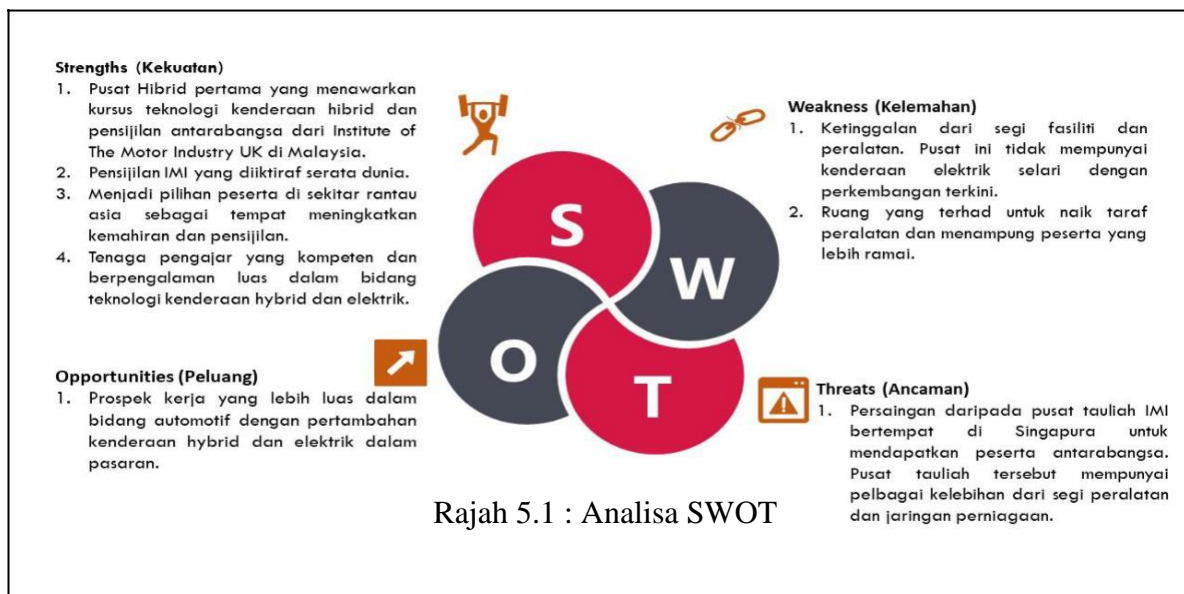 Strengths (Kekuatan)
1. Pusat Hibrid pertama yang menawarkan
kursus teknologi kenderaan hibrid dan
pensijilan antarabangsa dari Institute of
The Motor Industry UK di Malaysia.
2. Pensijilan IMI yang diiktiraf serata dunia.
3. Menjadi pilihan peserta di sekitar rantau
asia sebagai tempat meningkatkan
kemahiran dan pensijilan.
4. Tenaga pengajar yang kompeten dan
berpengalaman luas dalam bidang
teknologi kenderaan hybrid dan elektrik.
Weakness (Kelemahan)
1. Ketinggalan dari segi fasiliti dan
peralatan. Pusat ini tidak mempunyai
kenderaan elektrik selari dengan
perkembangan terkini.
2. Ruang yang terhad untuk naik taraf
peralatan dan menampung peserta yang
lebih ramai.
S
W
O
T
Opportunities (Peluang)
1. Prospek kerja yang lebih luas dalam
bidang automotif dengan pertambahan
kenderaan hybrid dan elektrik dalam
pasaran.
Threats (Ancaman)
1. Persaingan daripada pusat tauliah IMI
bertempat di Singapura untuk
mendapatkan peserta antarabangsa.
Pusat tauliah tersebut mempunyai
pelbagai kelebihan dari segi peralatan
dan jaringan perniagaan.
Rajah 5.1 : Analisa SWOT